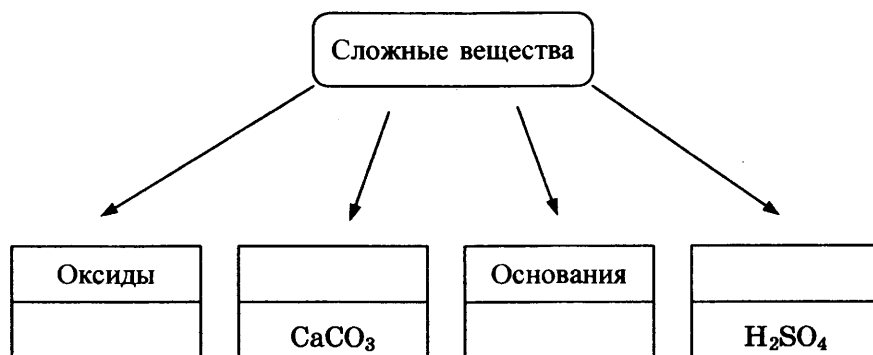 Сложные вещества
Оксиды
Основания
CaCO₃
H₂SO₄